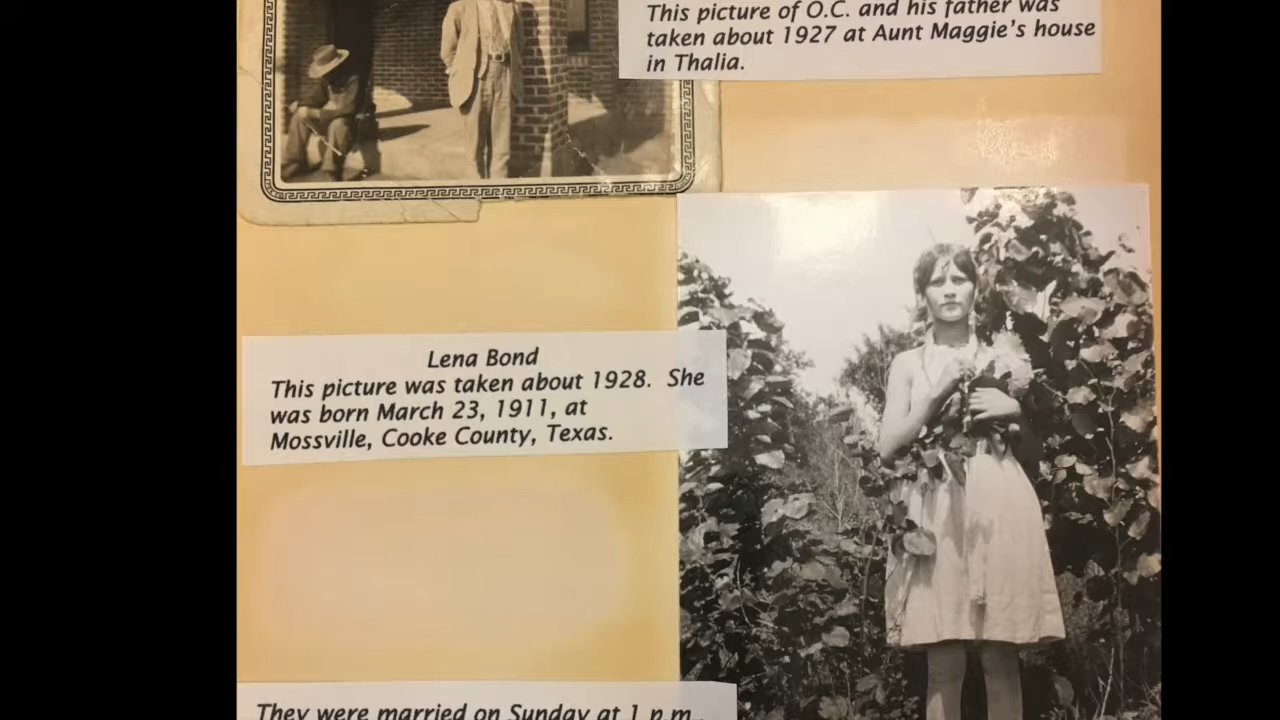 This picture of O.C. and his father was
taken about 1927 at Aunt Maggie's house
in Thalia.
Lena Bond
This picture was taken about 1928. She
was born March 23, 1911, at
Mossville, Cooke County, Texas.
They were married on Sunday at 1 p.m.,